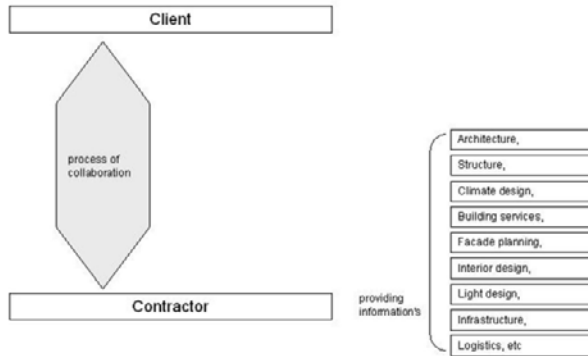 Client
process of
collaboration
Contractor
providing
information's
Architecture,
Structure,
Climate design,
Building services,
Facade planning,
Interior design,
Light design,
Infrastructure,
Logistics, etc